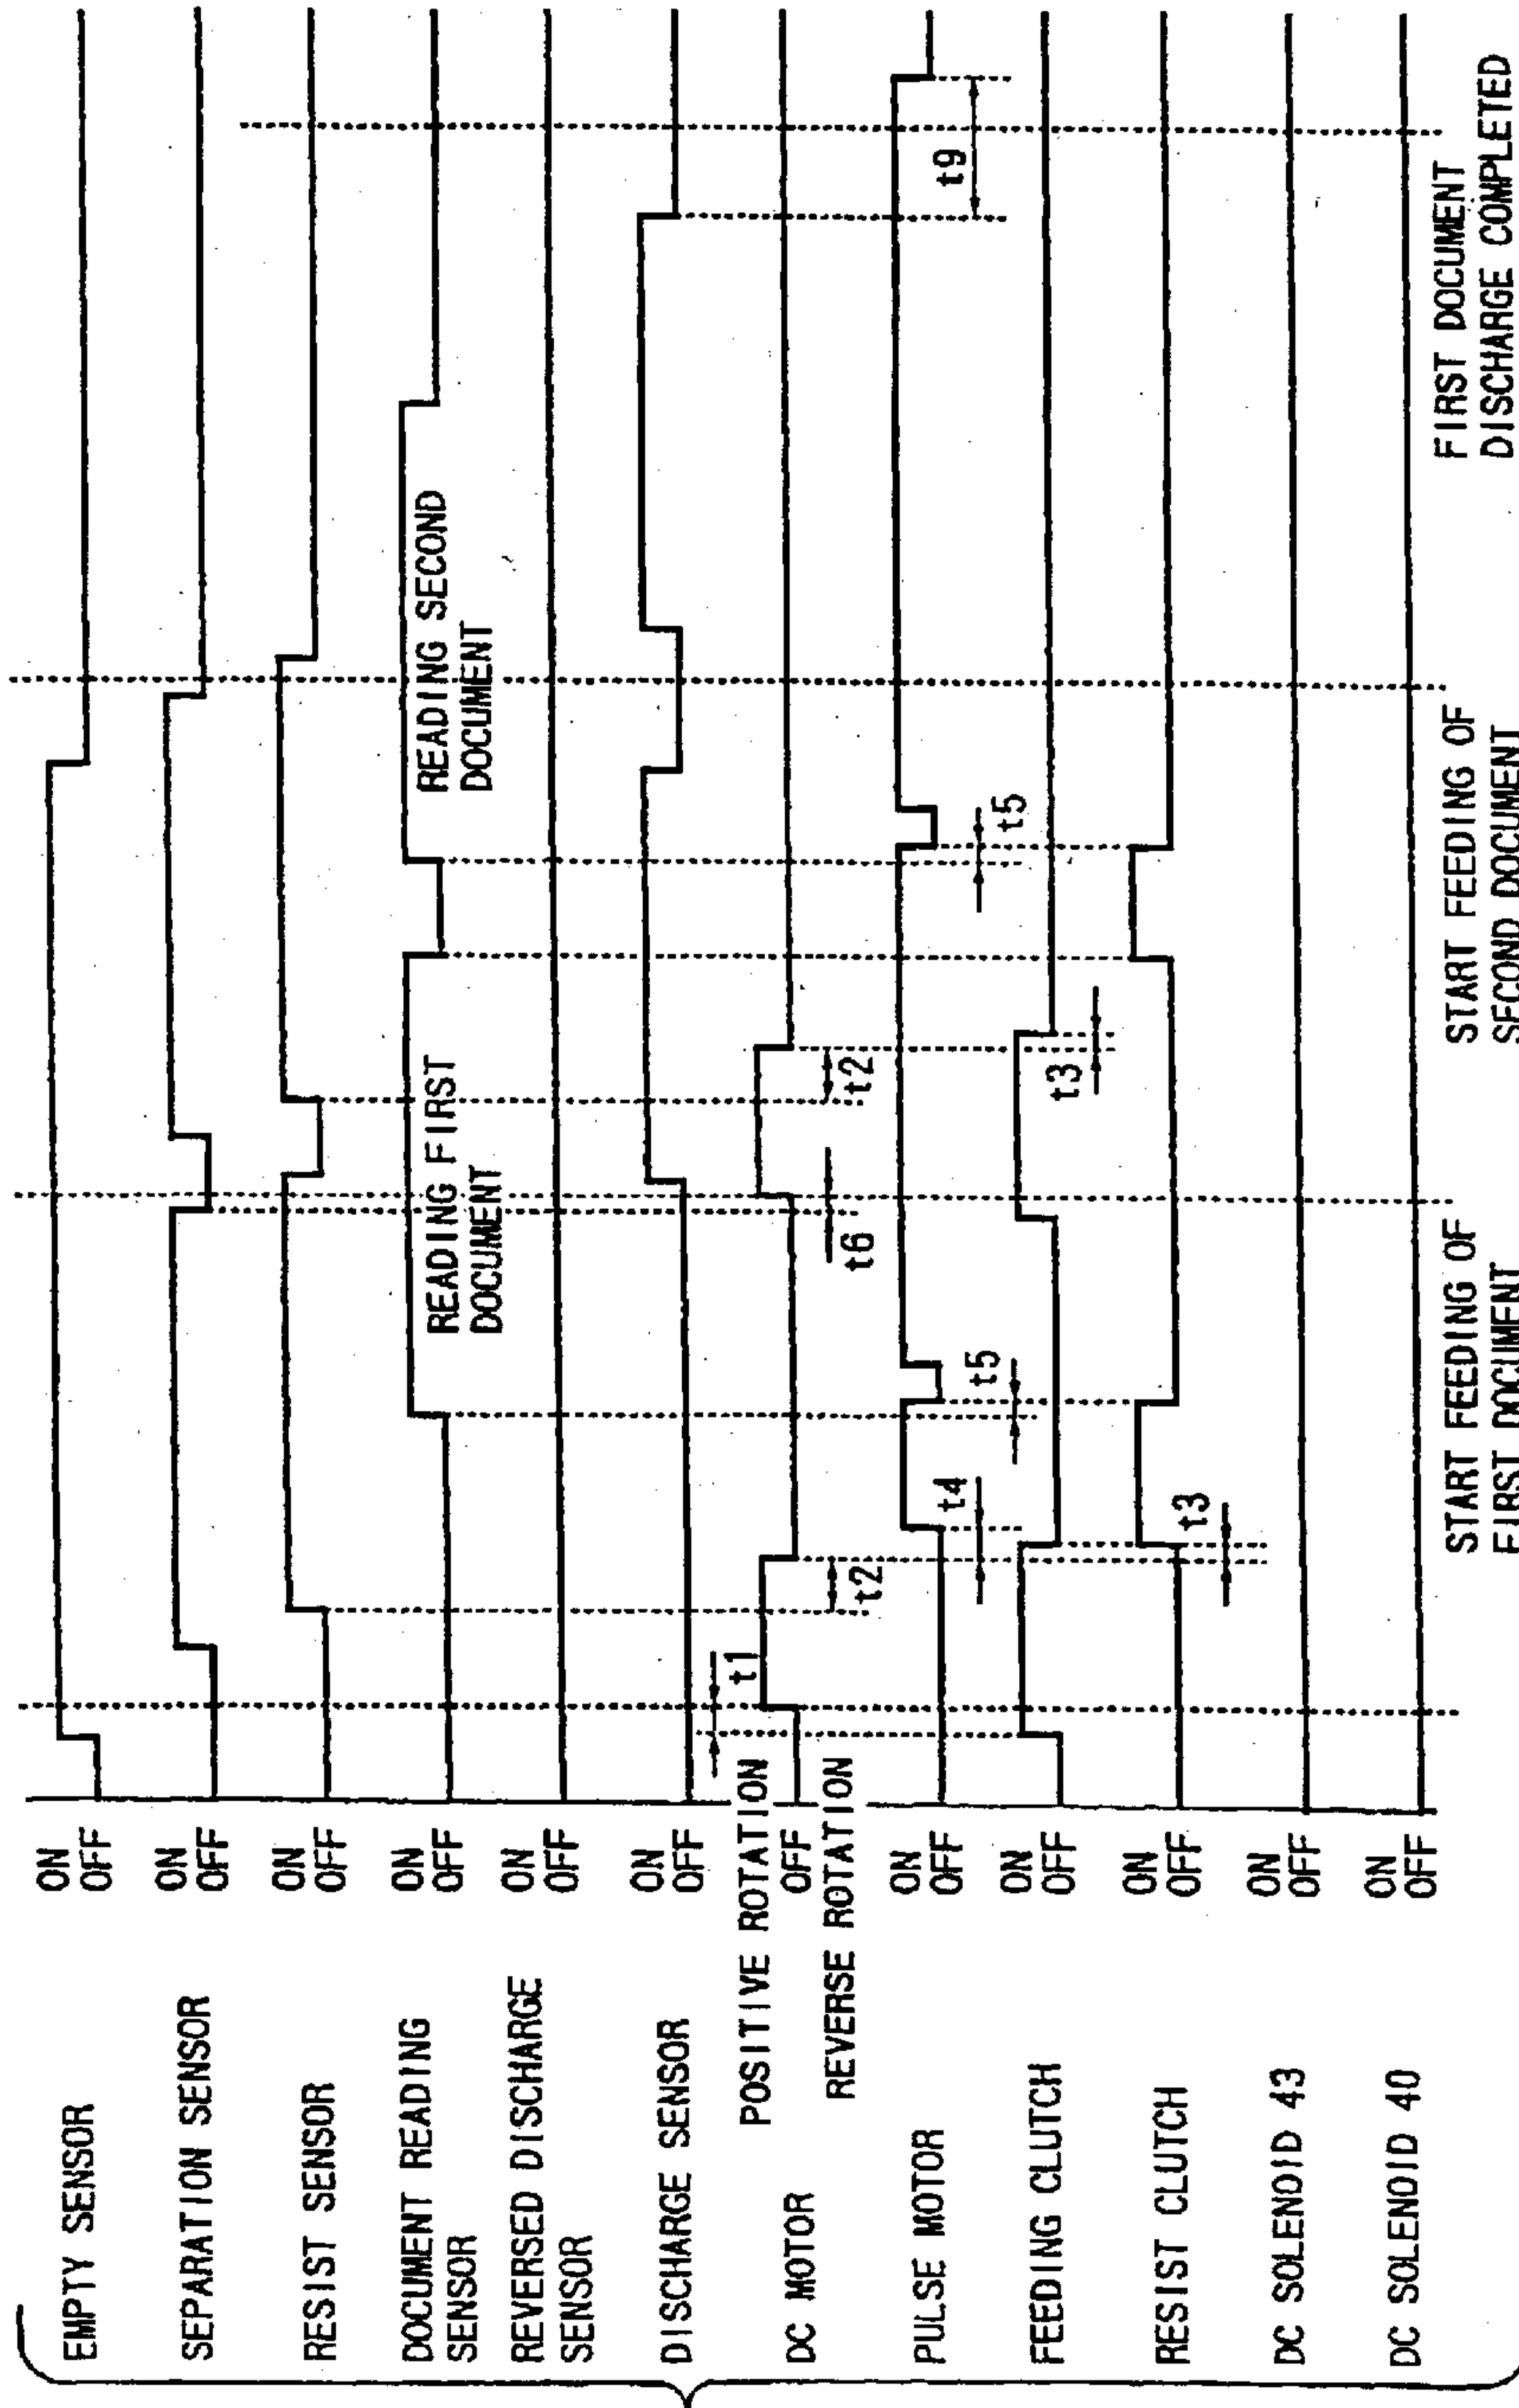 EMPTY SENSOR
ON
OFF
SEPARATION SENSOR
ON
OFF
RESIST SENSOR
ON
OFF
DOCUMENT READING
SENSOR
ON
OFF
READING FIRST
DOCUMENT
READING SECOND
DOCUMENT
REVERSED DISCHARGE
SENSOR
ON
OFF
DISCHARGE SENSOR
ON
OFF
t1
DC MOTOR
POSITIVE ROTATION
OFF
REVERSE ROTATION
t2
t6
t2
PULSE MOTOR
ON
OFF
t4
t5
t5
t9
FEEDING CLUTCH
ON
OFF
t3
RESIST CLUTCH
ON
OFF
t3
DC SOLENOID 43
ON
OFF
DC SOLENOID 40
ON
OFF
START FEEDING OF
FIRST DOCUMENT
START FEEDING OF
SECOND DOCUMENT
FIRST DOCUMENT
DISCHARGE COMPLETED